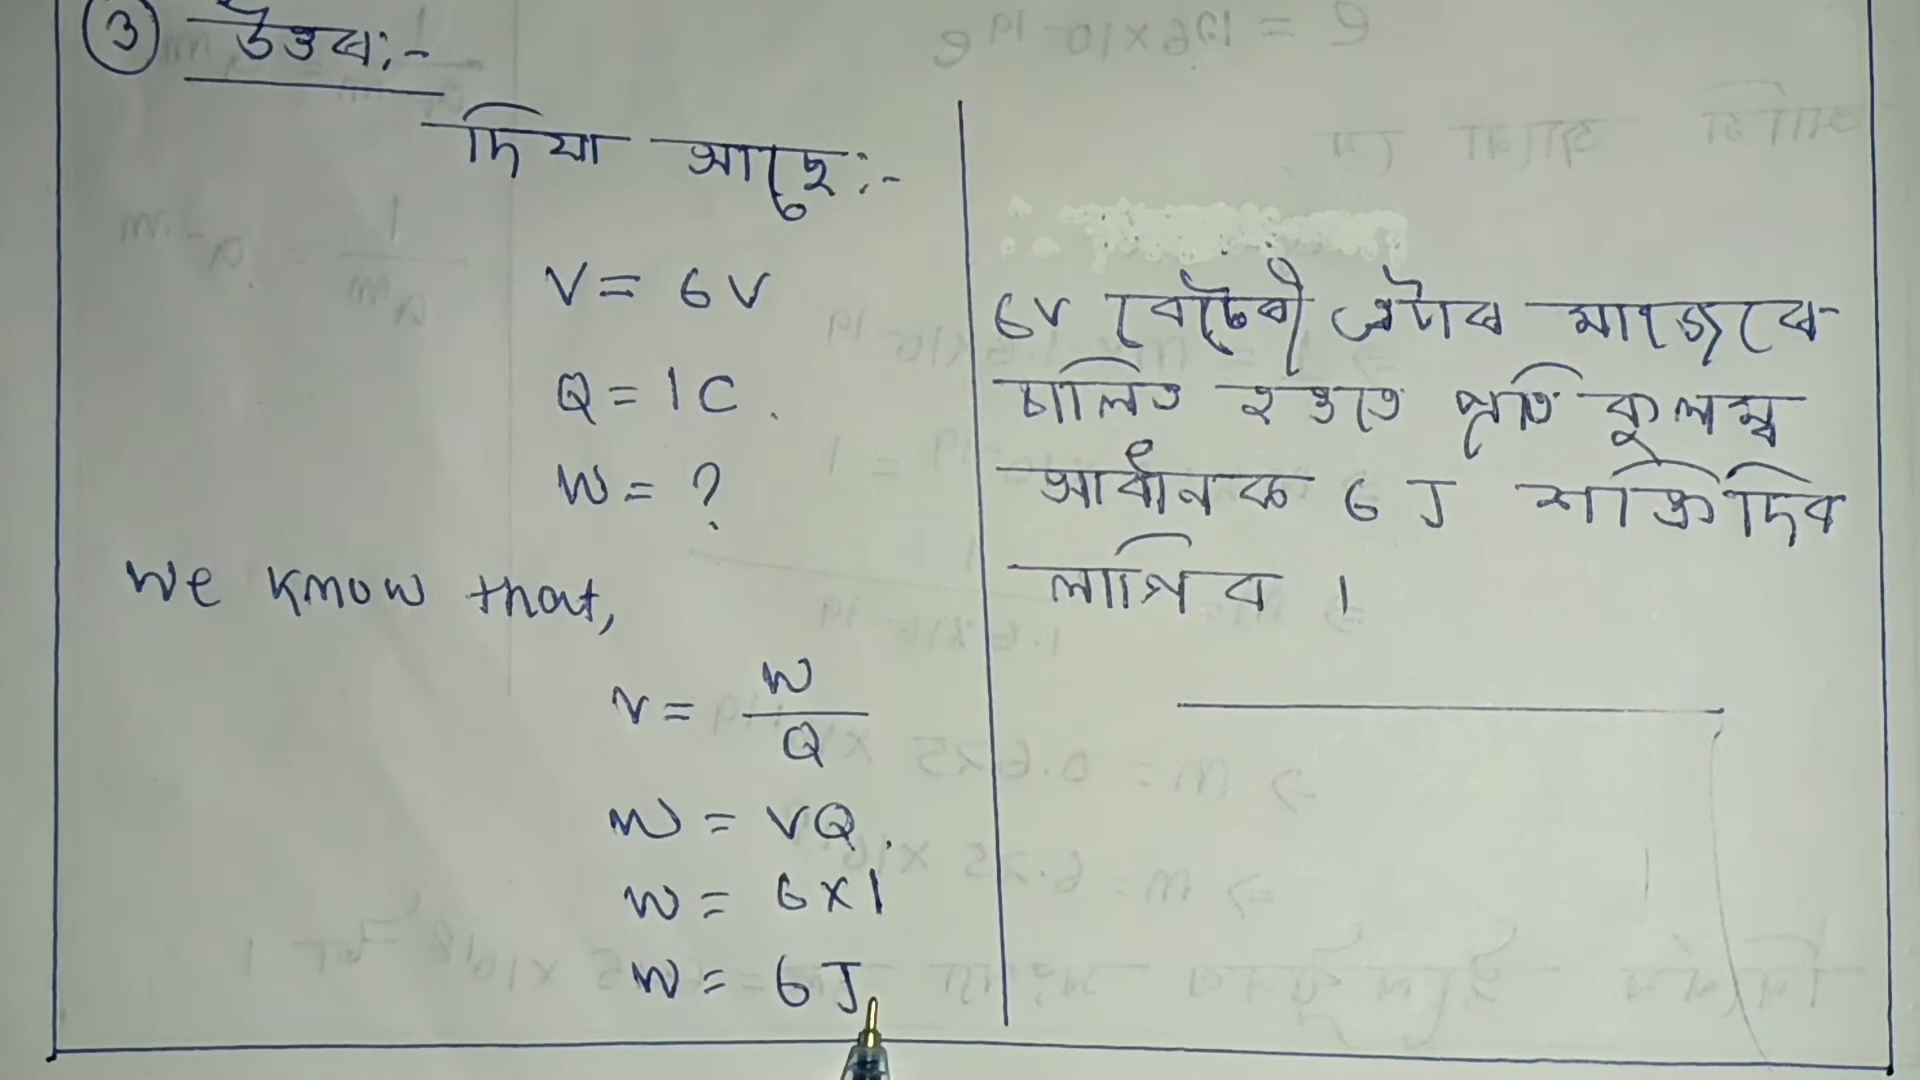 ③ উত্তৰ:-
দিয়া আছে:-
V = 6V
Q = 1C.
W = ?
We know that,
V = W/Q
W = VQ.
W = 6×1
W = 6J
6V বেটেৰী এটাৰ মাজেৰে
চালিত হওতে প্ৰতি কুলম্ব
আধানক 6 J শক্তি দিব
লাগিব ।